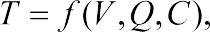 T = f(V,Q,C),